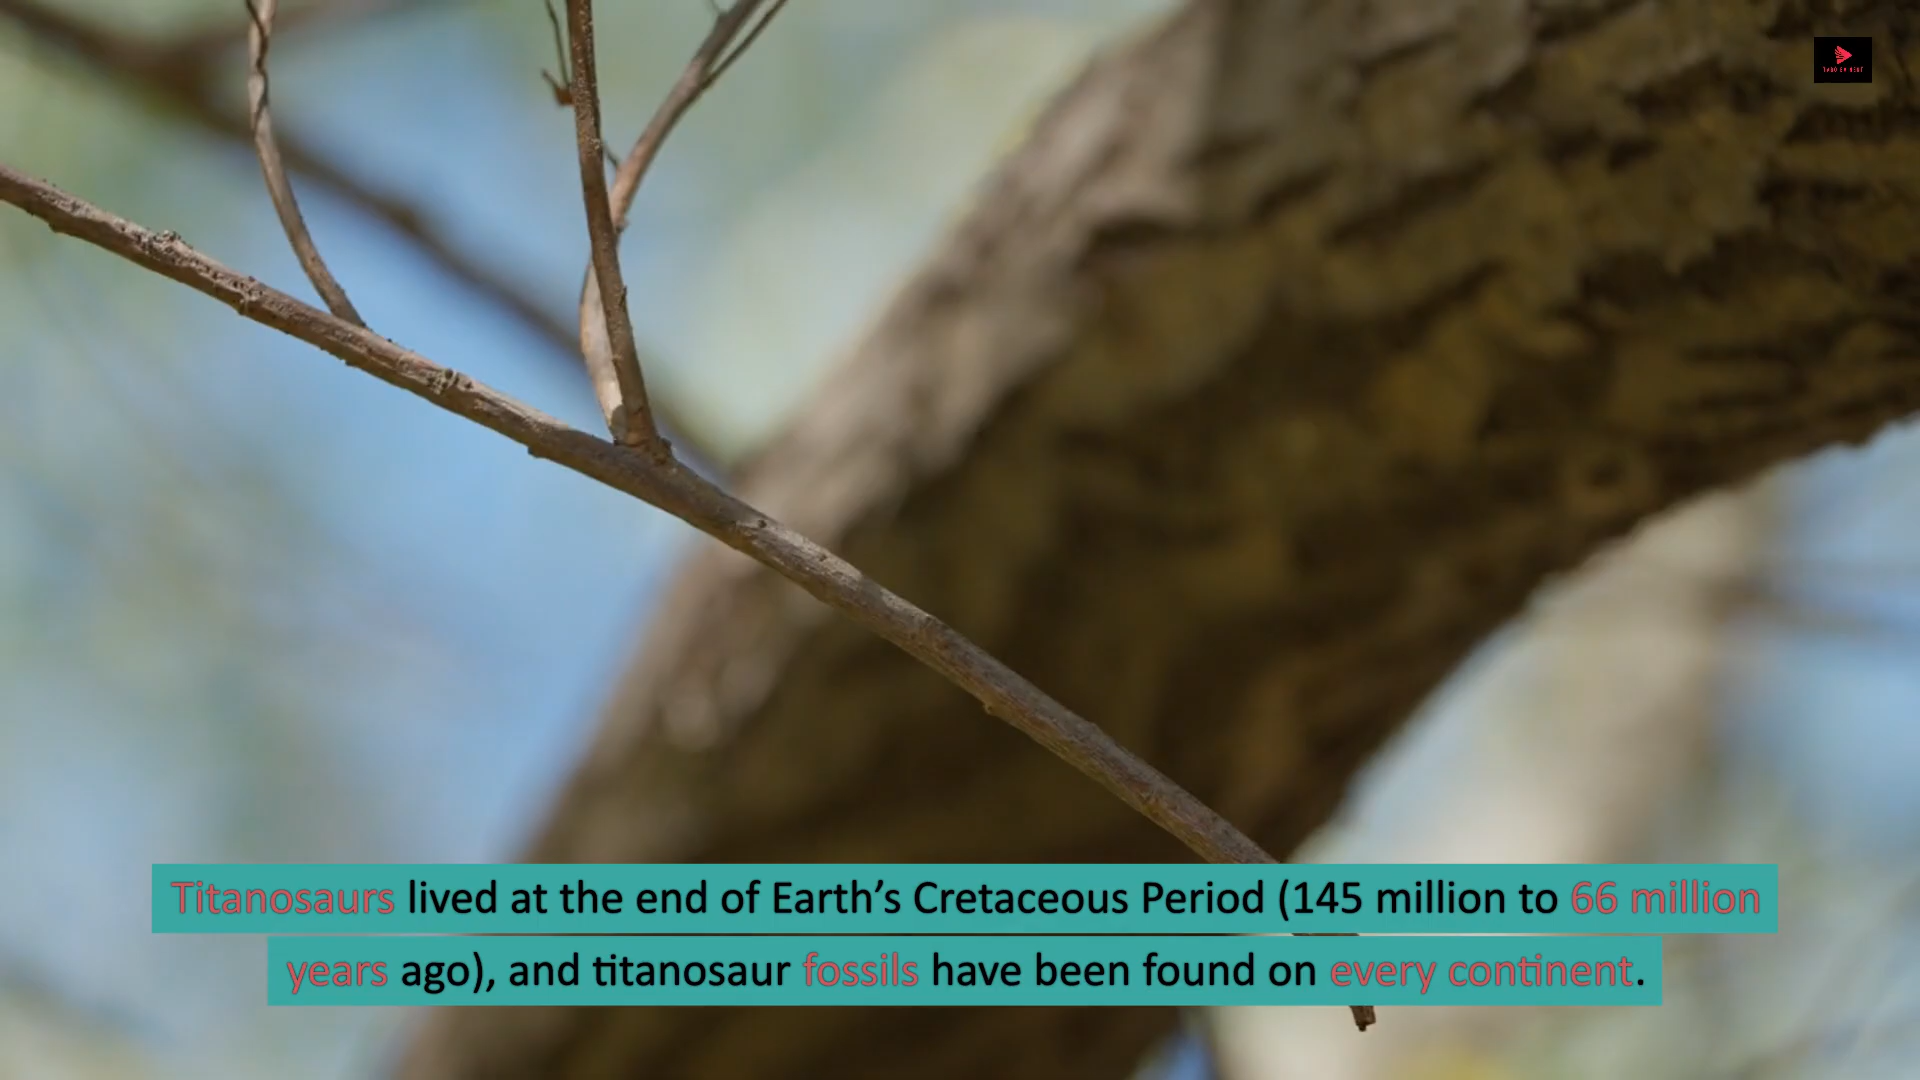 Titanosaurs lived at the end of Earth’s Cretaceous Period (145 million to 66 million
years ago), and titanosaur fossils have been found on every continent.